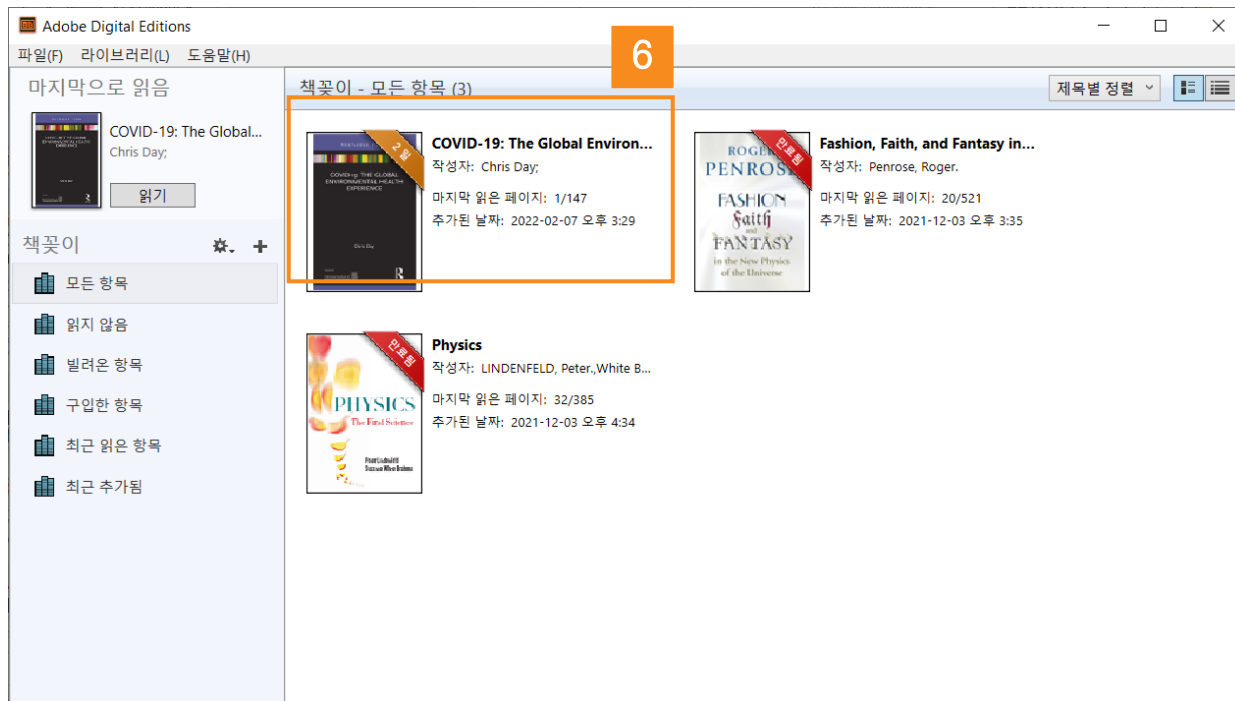 Adobe Digital Editions
파일(F) 라이브러리(L) 도움말(H)
6
마지막으로 읽음
COVID-19: The Global...
Chris Day;
읽기
책꽂이
모든 항목
읽지 않음
빌려온 항목
구입한 항목
최근 읽은 항목
최근 추가됨
책꽂이 - 모든 항목 (3)
제목별 정렬
2 일
COVID-19: THE GLOBAL
ENVIRONMENTAL HEALTH
EXPERIENCE
Chris Day
R
COVID-19: The Global Environ...
작성자: Chris Day;
마지막 읽은 페이지: 1/147
추가된 날짜: 2022-02-07 오후 3:29
만료됨
ROGER
PENROSE
FASHION
Faith
and
FANTASY
in the New Physics
of the Universe
Fashion, Faith, and Fantasy in...
작성자: Penrose, Roger.
마지막 읽은 페이지: 20/521
추가된 날짜: 2021-12-03 오후 3:35
만료됨
PHYSICS
The First Science
Peter Lindenfeld
Suzanne White Brahmia
Physics
작성자: LINDENFELD, Peter.,White B...
마지막 읽은 페이지: 32/385
추가된 날짜: 2021-12-03 오후 4:34